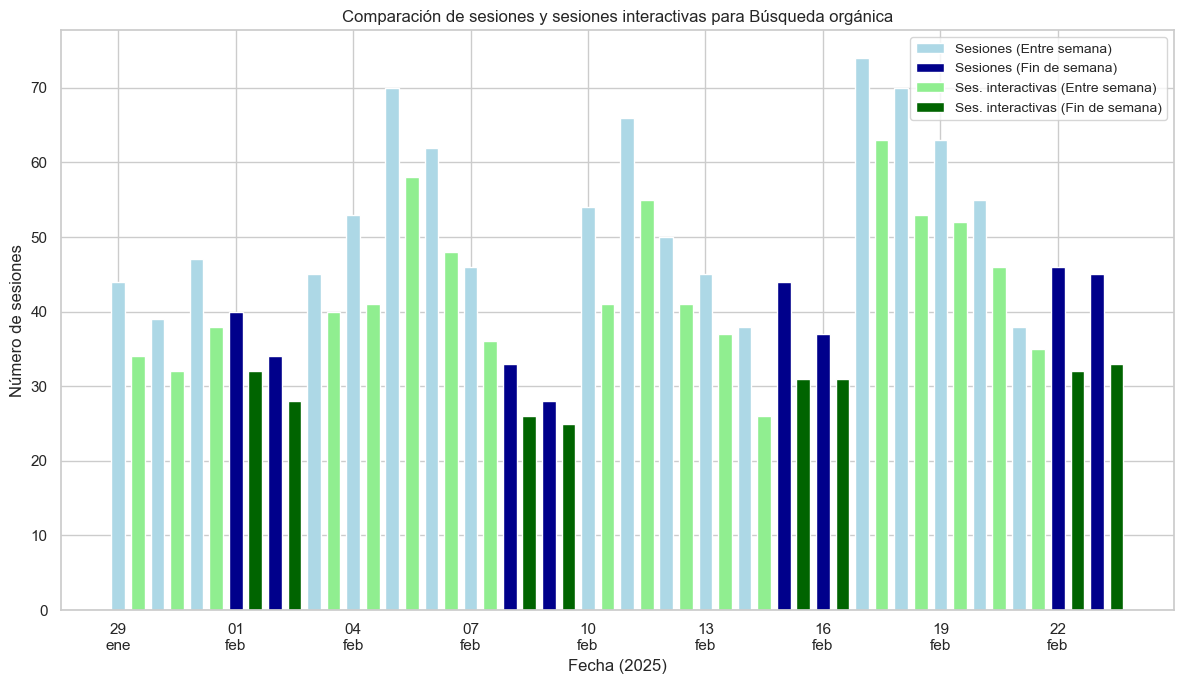 Comparación de sesiones y sesiones interactivas para Búsqueda orgánica
Sesiones (Entre semana)
Sesiones (Fin de semana)
Ses. interactivas (Entre semana)
Ses. interactivas (Fin de semana)
Número de sesiones
70
60
50
40
30
20
10
0
29 01 04 07 10 13 16 19 22
ene feb feb feb feb feb feb feb feb
Fecha (2025)